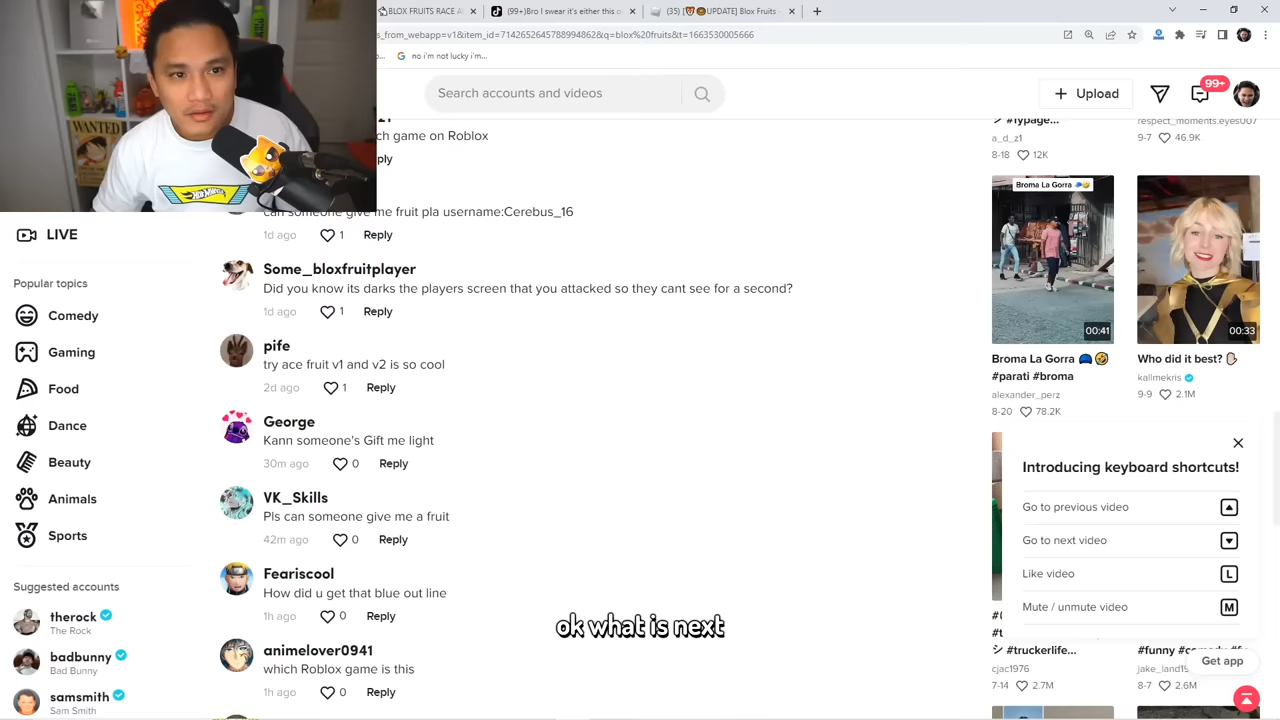 BLOX FRUITS RACE A
(99+)Bro I swear it's either this o
(35) [🐯🍩UPDATE] Blox Fruits -
s_from_webapp=v1&item_id=7142652645788994862&q=blox%20fruits&t=1663530005666
no i'm not lucky i'm...
Search accounts and videos
Upload
99+
ch game on Roblox
ply
can someone give me fruit pla username:Cerebus_16
1d ago 1 Reply
Some_bloxfruitplayer
Did you know its darks the players screen that you attacked so they cant see for a second?
1d ago 1 Reply
pife
try ace fruit v1 and v2 is so cool
2d ago 1 Reply
George
Kann someone's Gift me light
30m ago 0 Reply
VK_Skills
Pls can someone give me a fruit
42m ago 0 Reply
Feariscool
How did u get that blue out line
1h ago 0 Reply
animelover0941
which Roblox game is this
1h ago 0 Reply
WANTED
LIVE
Popular topics
Comedy
Gaming
Food
Dance
Beauty
Animals
Sports
Suggested accounts
therock
The Rock
badbunny
Bad Bunny
samsmith
Sam Smith
ok what is next
シ #fypage...
a_d_z1
8-18 12K
respect_moments.eyes007
9-7 46.9K
Broma La Gorra 🧢🤣
00:41
00:33
Broma La Gorra 🧢🤣
#parati #broma
alexander_perz
8-20 78.2K
Who did it best? ✋🏻
kallmekris
9-9 2.1M
Introducing keyboard shortcuts!
Go to previous video
Go to next video
Like video L
Mute / unmute video M
シ #truckerlife...
cjac1976
7-14 2.7M
#funny #comedy
jake_land1
8-7 2.6M
Get app